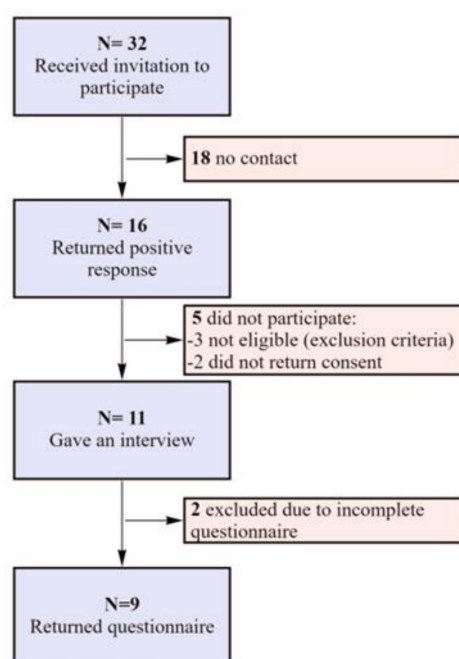 N= 32
Received invitation to
participate
18 no contact
N= 16
Returned positive
response
5 did not participate:
-3 not eligible (exclusion criteria)
-2 did not return consent
N= 11
Gave an interview
2 excluded due to incomplete
questionnaire
N=9
Returned questionnaire